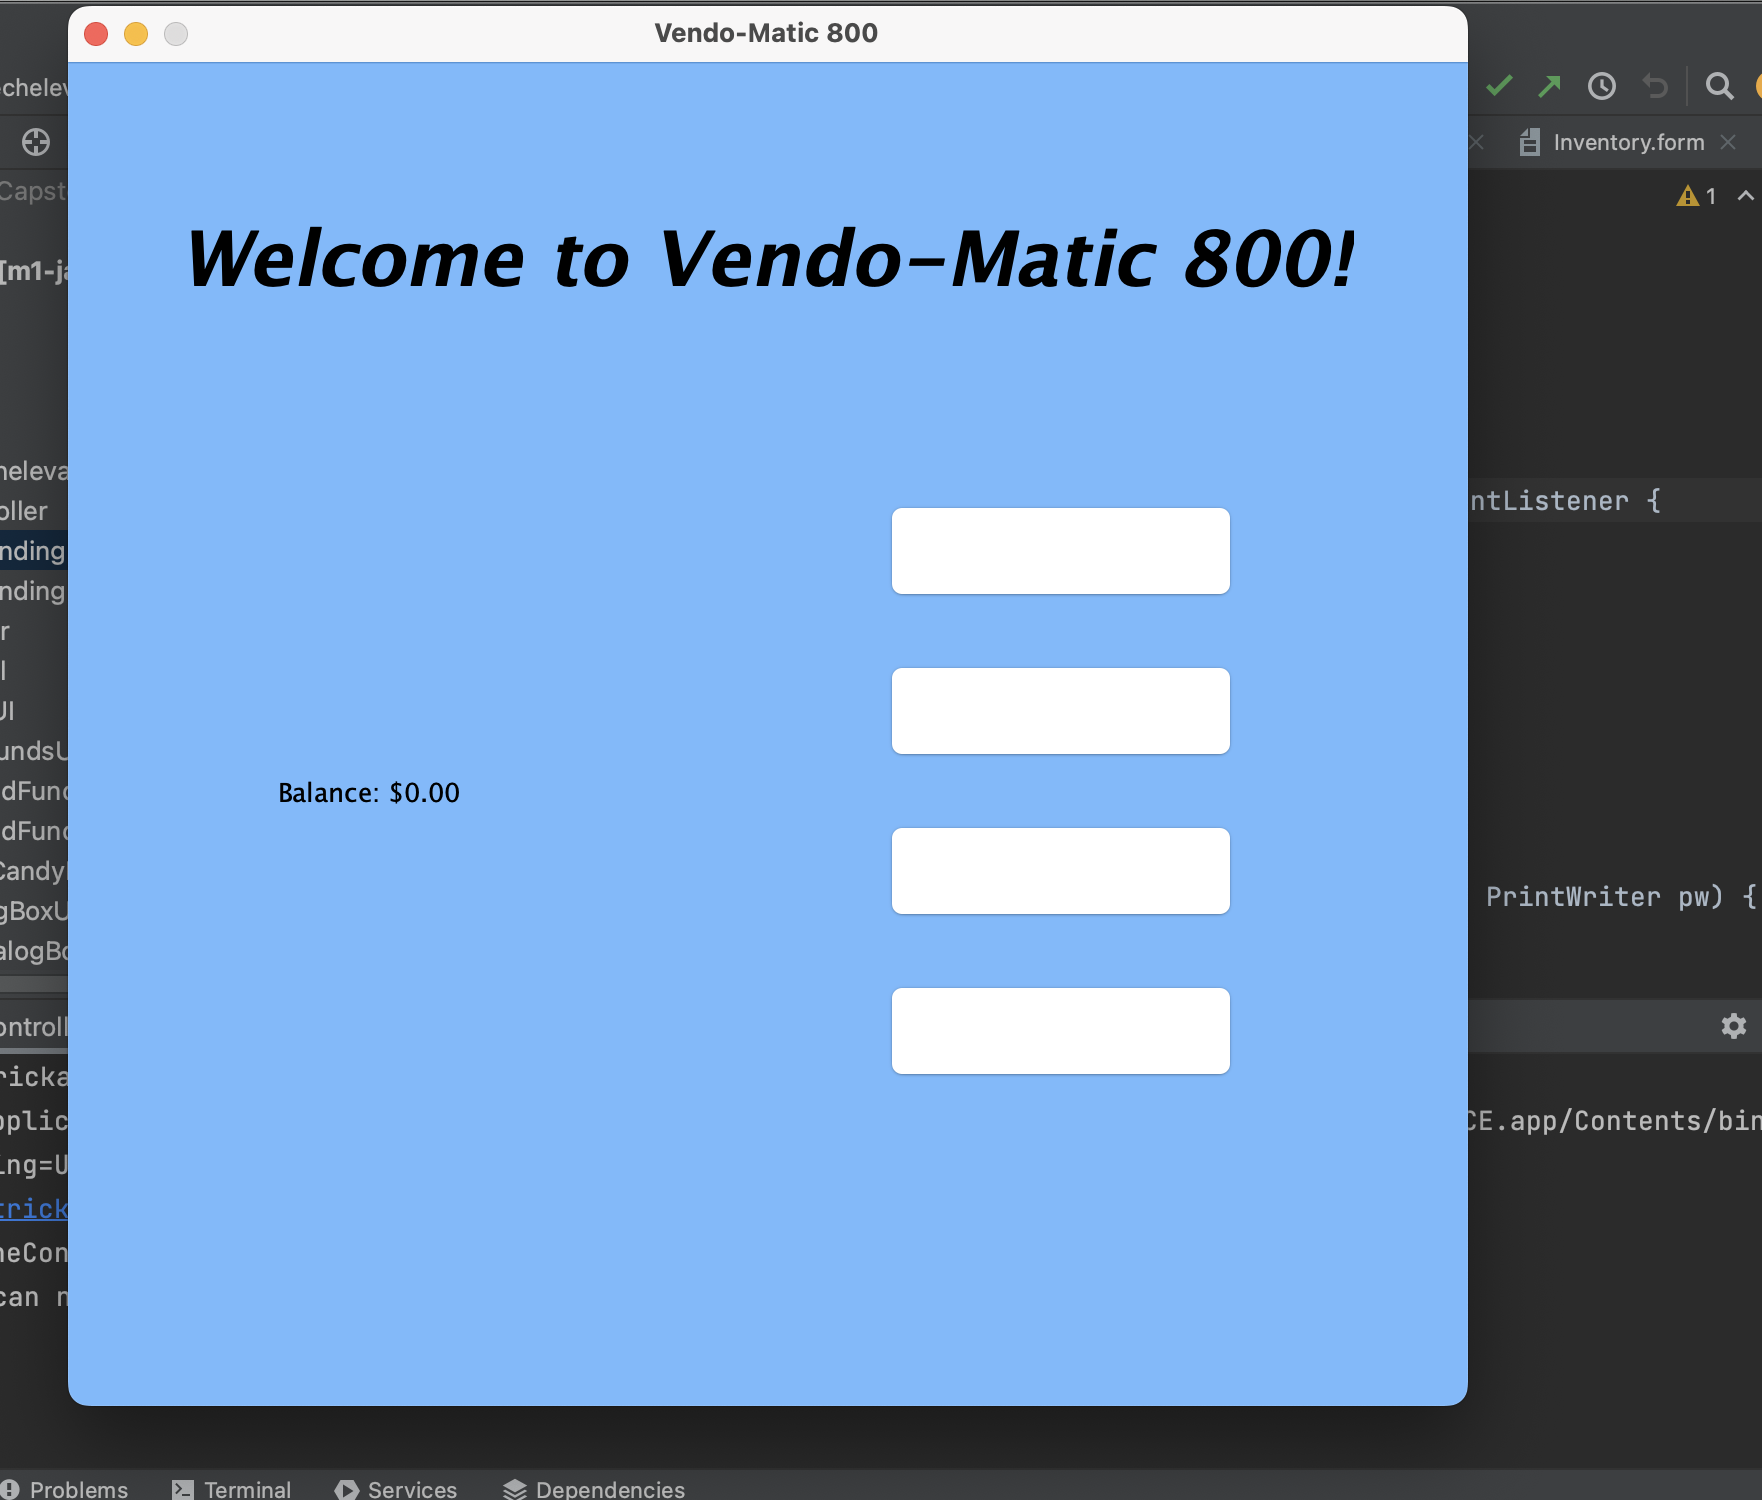 Vendo-Matic 800
Inventory.form
1
Capst
[m1-ja
Welcome to Vendo-Matic 800!
heleva
oller
ntListener {
nding
nding
r
l
UI
undsU
Balance: $0.00
dFunc
dFunc
CandyI
PrintWriter pw) {
gBoxU
alogBo
ontroll
ricka
pplic
CE.app/Contents/bin
ing=U
trick
neCon
can n
Problems
Terminal
Services
Dependencies